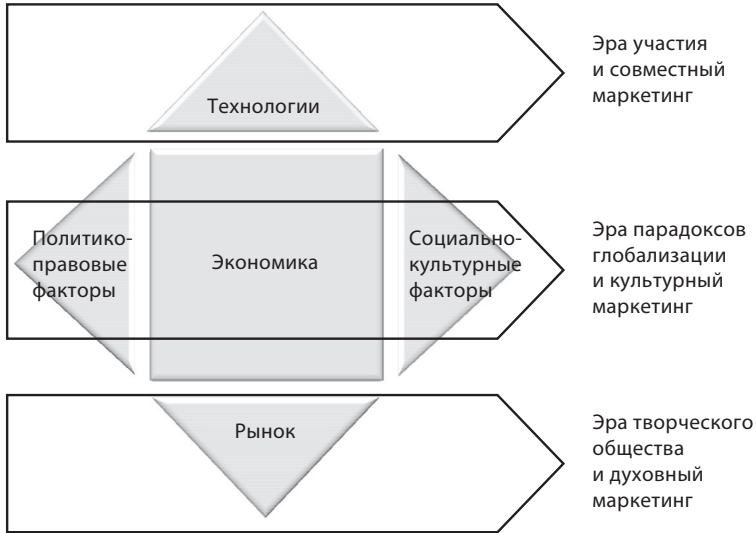 Технологии
Эра участия
и совместный
маркетинг
Политико-
правовые
факторы
Экономика
Социально-
культурные
факторы
Эра парадоксов
глобализации
и культурный
маркетинг
Рынок
Эра творческого
общества
и духовный
маркетинг